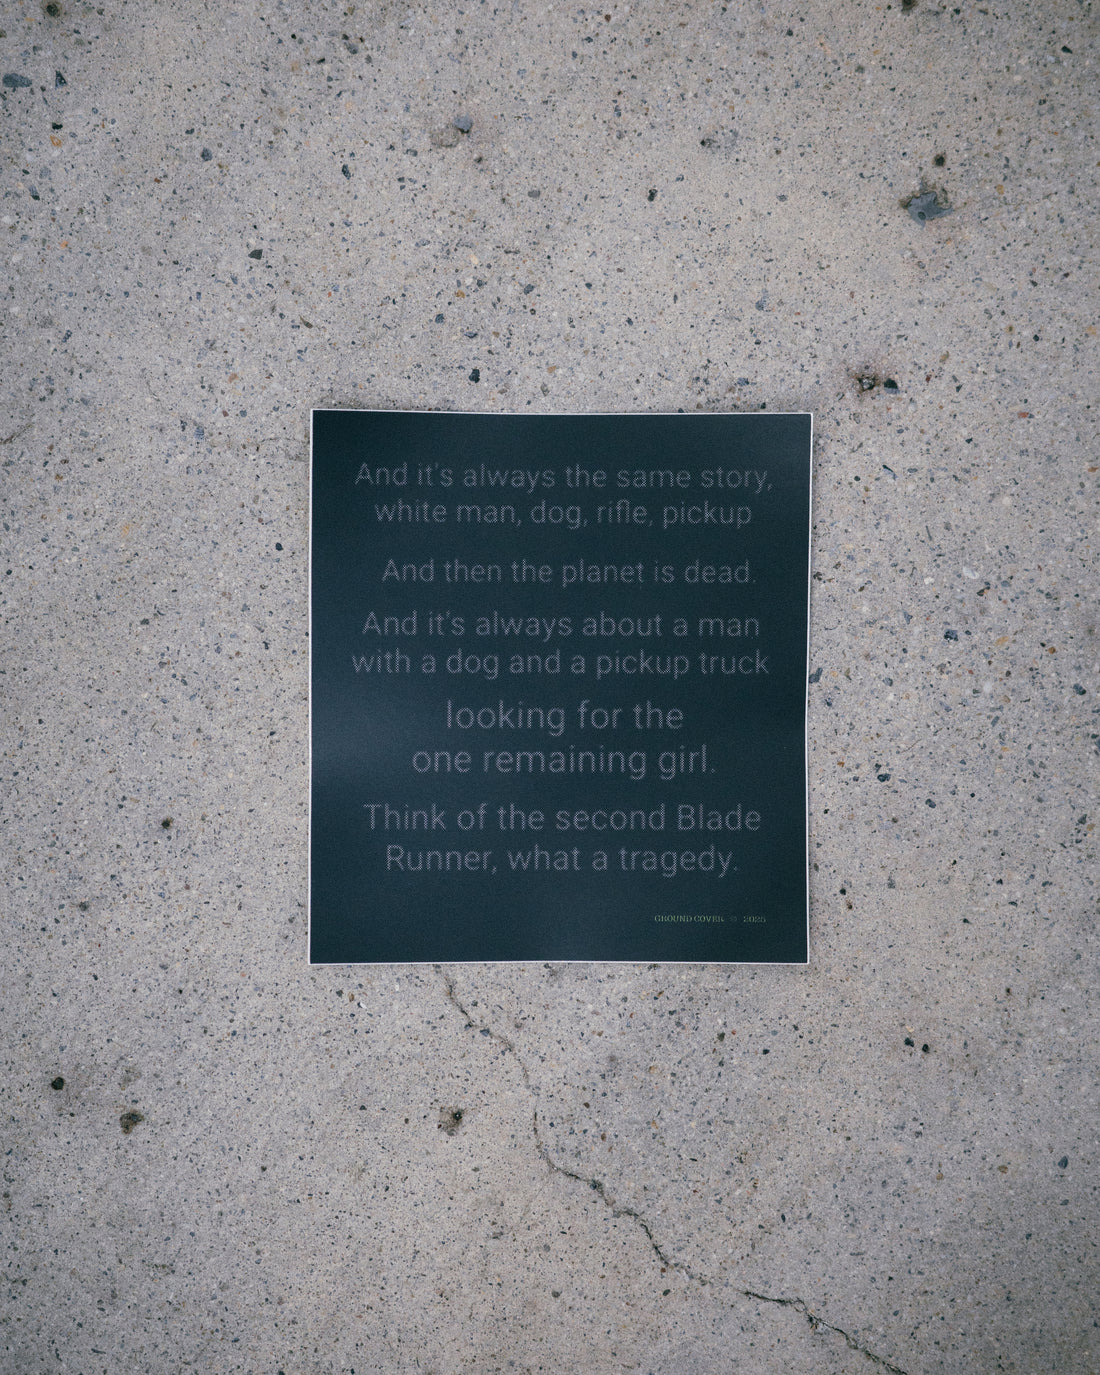 And it's always the same story,
white man, dog, rifle, pickup
And then the planet is dead.
And it's always about a man
with a dog and a pickup truck
looking for the
one remaining girl.
Think of the second Blade
Runner, what a tragedy.
GROUND COVER © 2025